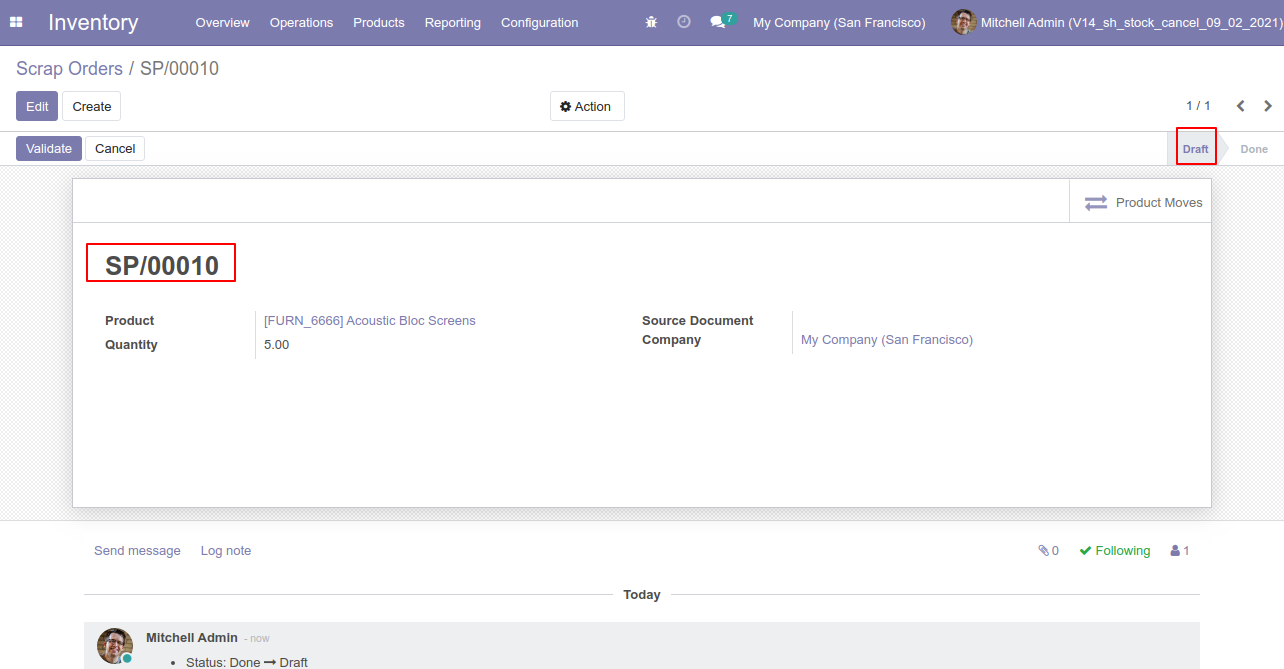 Inventory Overview Operations Products Reporting Configuration 7 My Company (San Francisco) Mitchell Admin (V14_sh_stock_cancel_09_02_2021)
Scrap Orders / SP/00010
Edit Create Action 1 / 1
Validate Cancel Draft Done
Product Moves
SP/00010
Product [FURN_6666] Acoustic Bloc Screens Source Document
Quantity 5.00 Company My Company (San Francisco)
Send message Log note 0 Following 1
Today
Mitchell Admin - now
• Status: Done → Draft